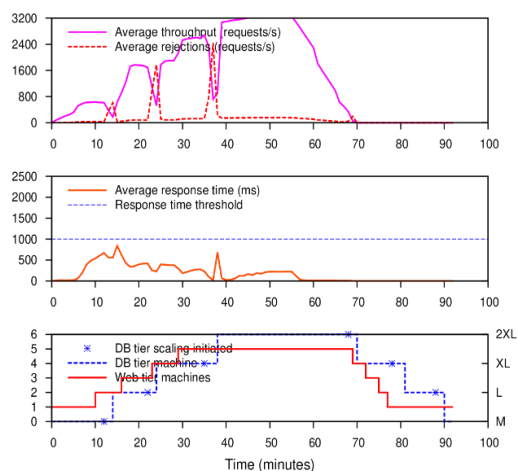 3200
2400
1600
800
0
Average throughput (requests/s)
Average rejections (requests/s)
0 10 20 30 40 50 60 70 80 90 100
2500
2000
1500
1000
500
0
Average response time (ms)
Response time threshold
0 10 20 30 40 50 60 70 80 90 100
6
5
4
3
2
1
0
DB tier scaling initiated
DB tier machine
Web tier machines
2XL
XL
L
M
0 10 20 30 40 50 60 70 80 90 100
Time (minutes)